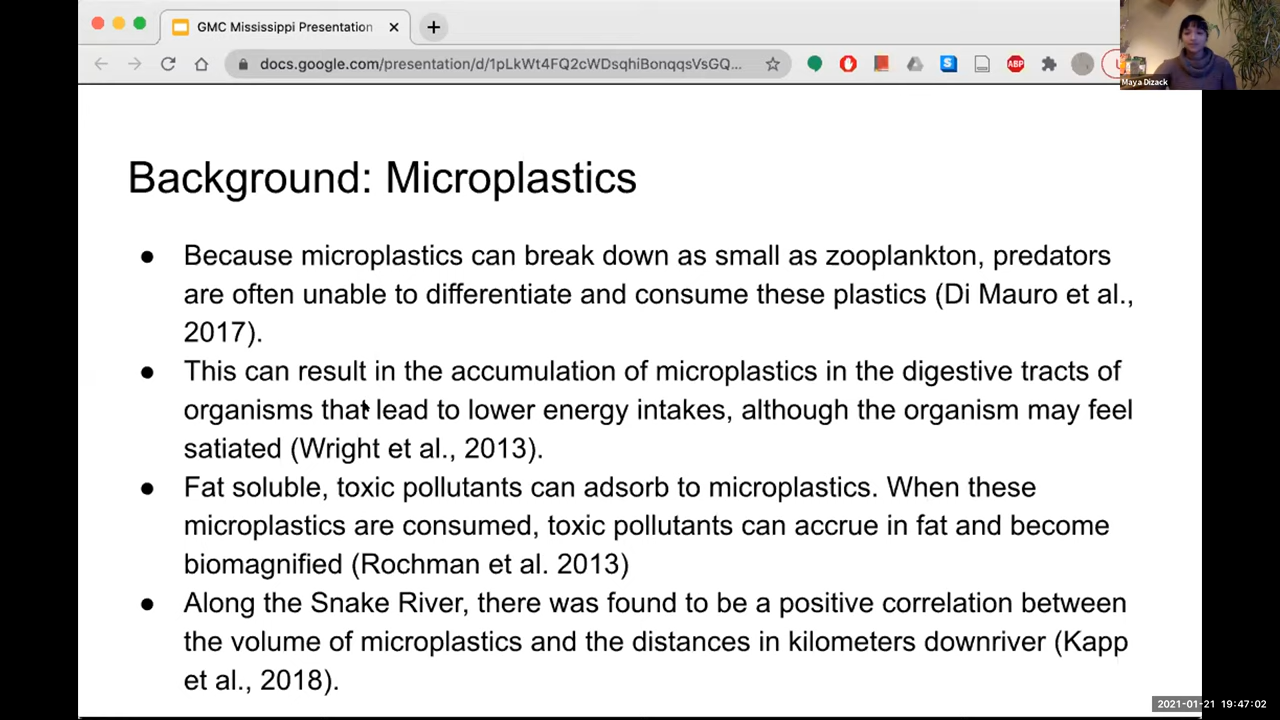 GMC Mississippi Presentation
docs.google.com/presentation/d/1pLkWt4FQ2cWDsqhiBonqqsVsGQ...
ABP
Maya Dizack
Background: Microplastics
● Because microplastics can break down as small as zooplankton, predators
are often unable to differentiate and consume these plastics (Di Mauro et al.,
2017).
● This can result in the accumulation of microplastics in the digestive tracts of
organisms that lead to lower energy intakes, although the organism may feel
satiated (Wright et al., 2013).
● Fat soluble, toxic pollutants can adsorb to microplastics. When these
microplastics are consumed, toxic pollutants can accrue in fat and become
biomagnified (Rochman et al. 2013)
● Along the Snake River, there was found to be a positive correlation between
the volume of microplastics and the distances in kilometers downriver (Kapp
et al., 2018).
2021-01-21 19:47:02